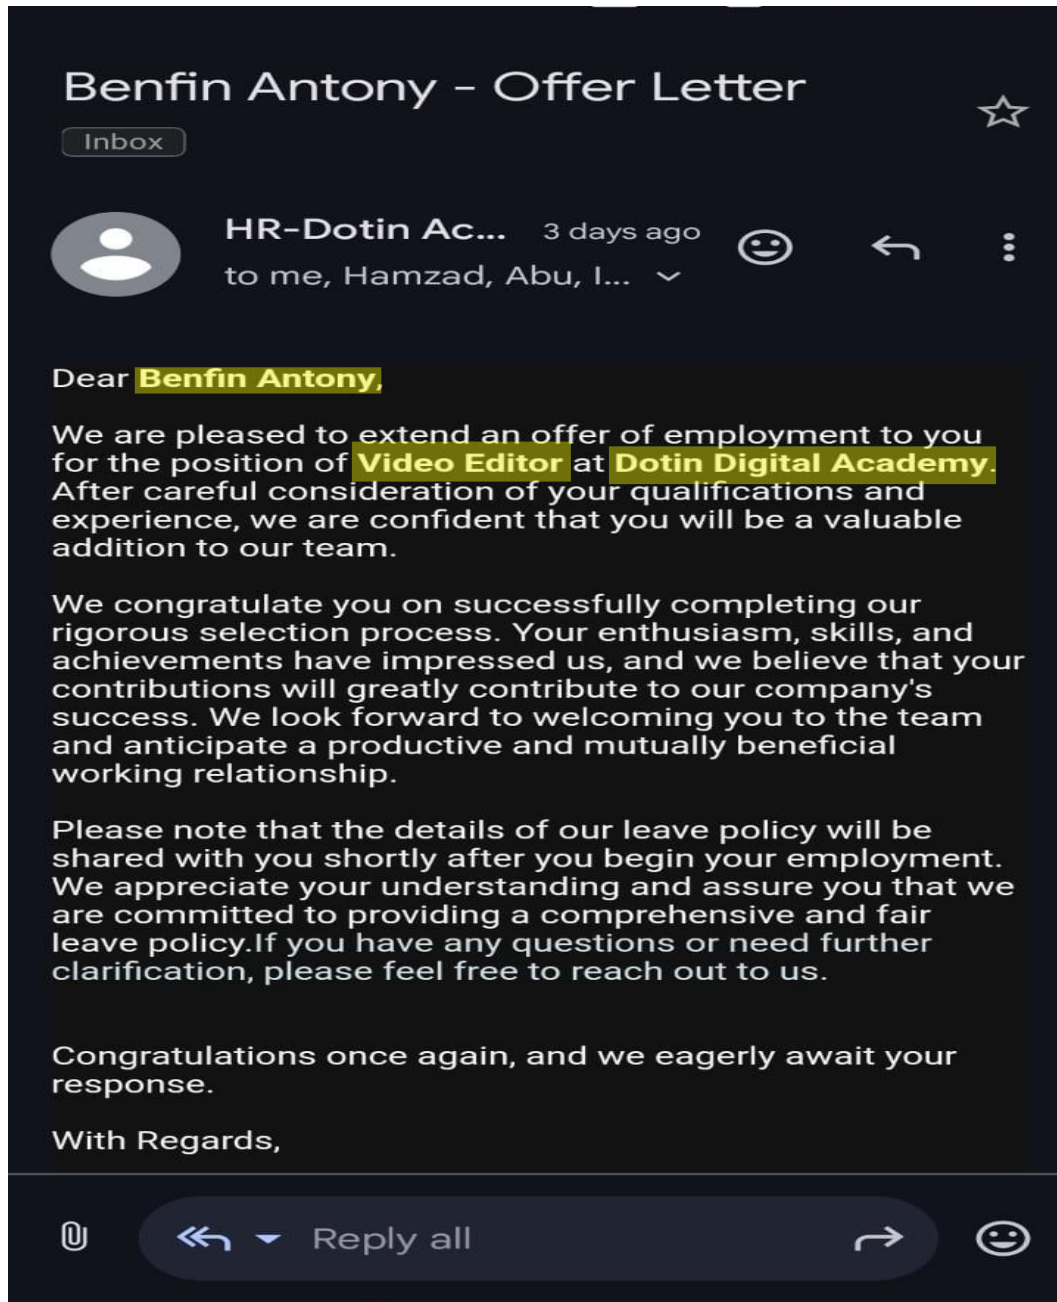 Benfin Antony - Offer Letter
Inbox
HR-Dotin Ac... 3 days ago
to me, Hamzad, Abu, I...
Dear Benfin Antony,
We are pleased to extend an offer of employment to you
for the position of Video Editor at Dotin Digital Academy.
After careful consideration of your qualifications and
experience, we are confident that you will be a valuable
addition to our team.
We congratulate you on successfully completing our
rigorous selection process. Your enthusiasm, skills, and
achievements have impressed us, and we believe that your
contributions will greatly contribute to our company's
success. We look forward to welcoming you to the team
and anticipate a productive and mutually beneficial
working relationship.
Please note that the details of our leave policy will be
shared with you shortly after you begin your employment.
We appreciate your understanding and assure you that we
are committed to providing a comprehensive and fair
leave policy.If you have any questions or need further
clarification, please feel free to reach out to us.
Congratulations once again, and we eagerly await your
response.
With Regards,
Reply all